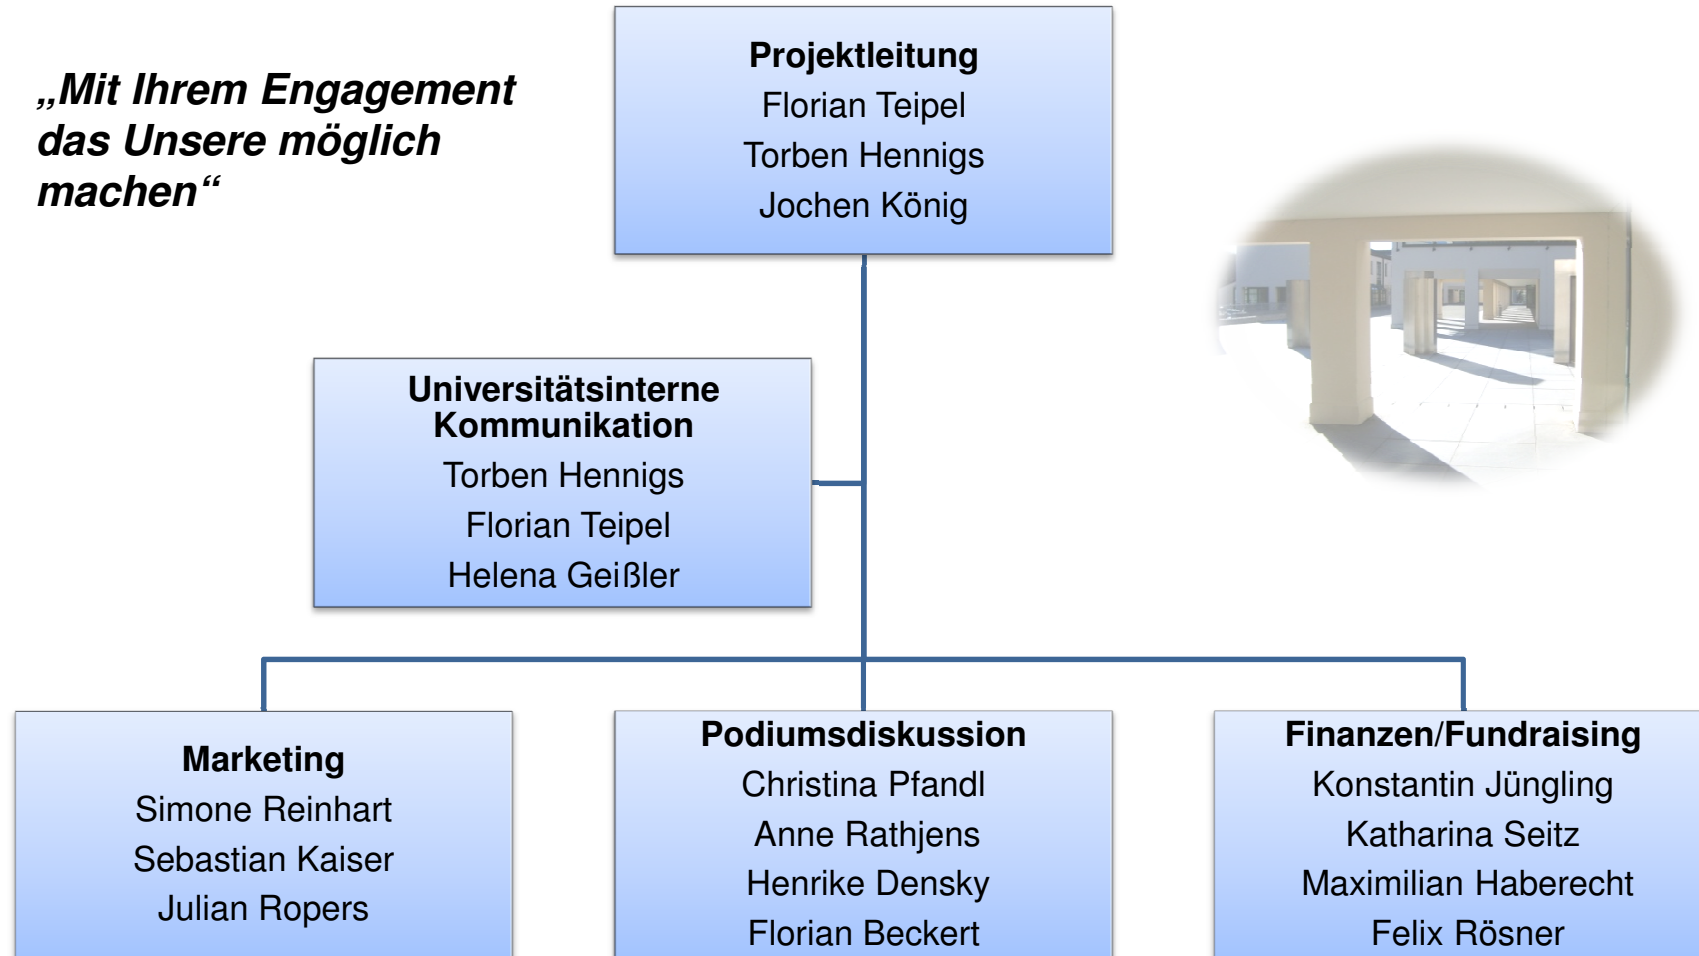 „Mit Ihrem Engagement
das Unsere möglich
machen“
Projektleitung
Florian Teipel
Torben Hennigs
Jochen König
Universitätsinterne
Kommunikation
Torben Hennigs
Florian Teipel
Helena Geißler
Marketing
Simone Reinhart
Sebastian Kaiser
Julian Ropers
Podiumsdiskussion
Christina Pfandl
Anne Rathjens
Henrike Densky
Florian Beckert
Finanzen/Fundraising
Konstantin Jüngling
Katharina Seitz
Maximilian Haberecht
Felix Rösner